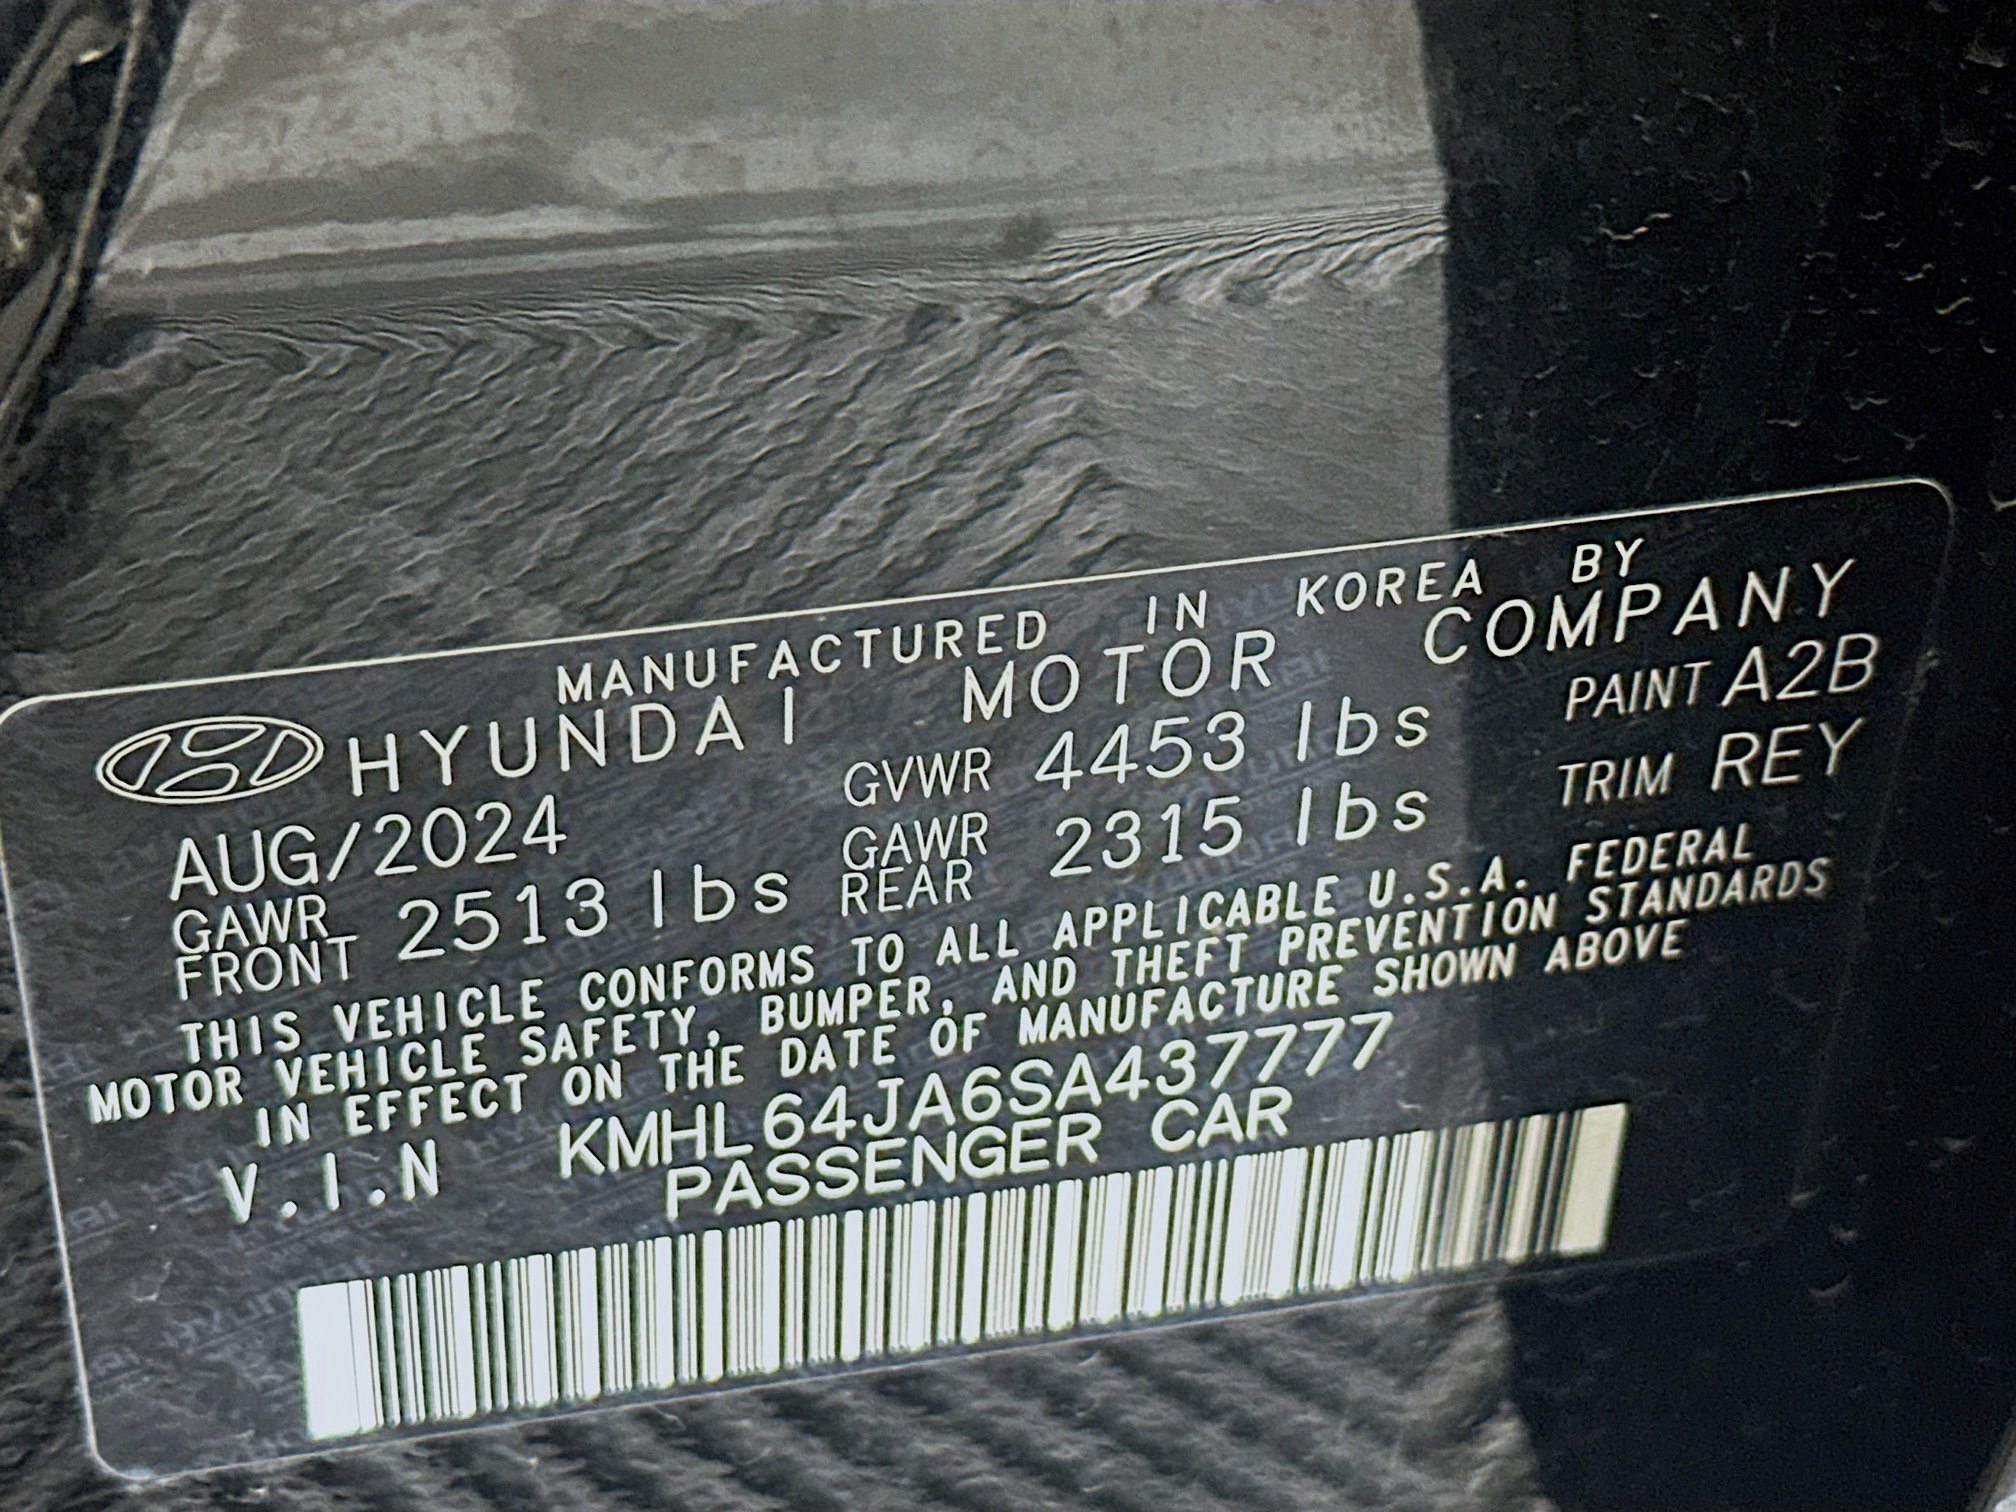 MANUFACTURED IN KOREA BY
HYUNDAI MOTOR COMPANY
AUG/2024 GVWR 4453 lbs PAINT A2B
GAWR FRONT 2513 lbs GAWR REAR 2315 lbs TRIM REY
THIS VEHICLE CONFORMS TO ALL APPLICABLE U.S.A. FEDERAL
MOTOR VEHICLE SAFETY, BUMPER, AND THEFT PREVENTION STANDARDS
IN EFFECT ON THE DATE OF MANUFACTURE SHOWN ABOVE
V.I.N KMHL64JA6SA437777
PASSENGER CAR